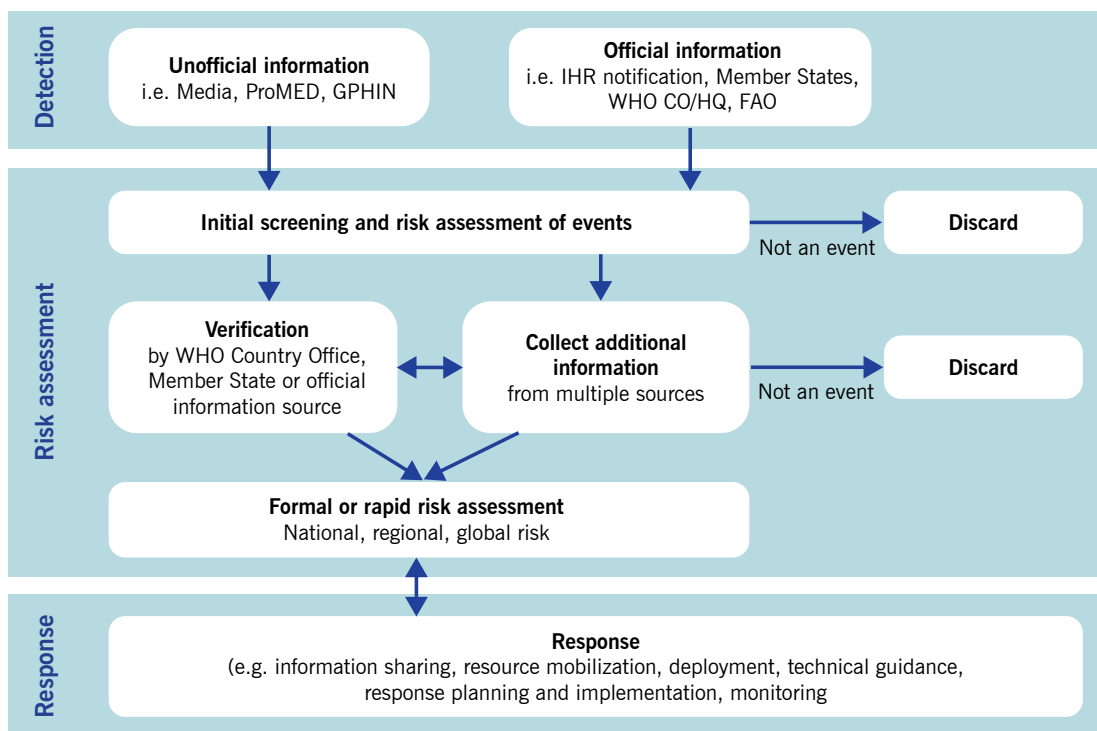 Detection
Unofficial information
i.e. Media, ProMED, GPHIN
Official information
i.e. IHR notification, Member States,
WHO CO/HQ, FAO
Risk assessment
Initial screening and risk assessment of events
Not an event
Discard
Verification
by WHO Country Office,
Member State or official
information source
Collect additional
information
from multiple sources
Not an event
Discard
Formal or rapid risk assessment
National, regional, global risk
Response
Response
(e.g. information sharing, resource mobilization, deployment, technical guidance,
response planning and implementation, monitoring